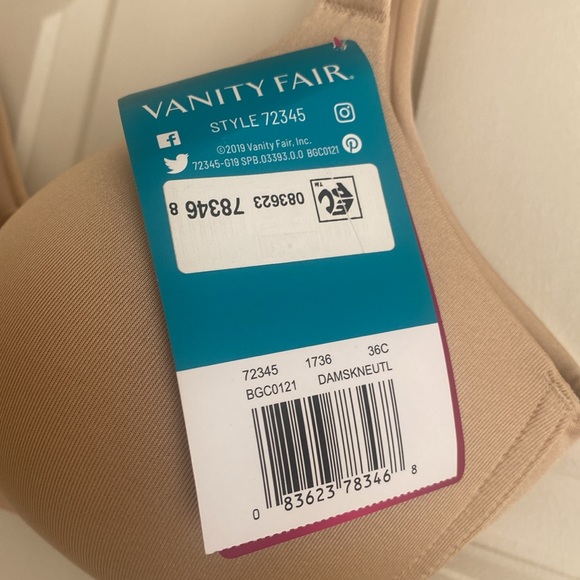 VANITY FAIR®
STYLE 72345
©2019 Vanity Fair, Inc.
72345-G19 SPB.03393.0.0 BGC0121
083623 78346 8
EPC™
72345 1736 36C
BGC0121 DAMSKNEUTL
0 83623 78346 8